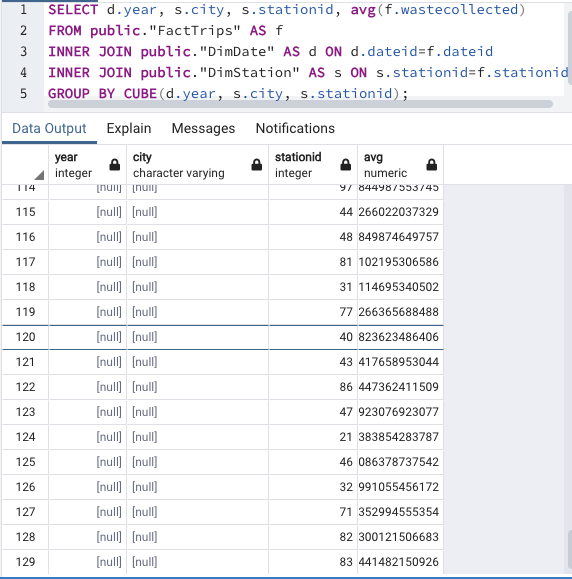 1 SELECT d.year, s.city, s.stationid, avg(f.wastecollected)
2 FROM public."FactTrips" AS f
3 INNER JOIN public."DimDate" AS d ON d.dateid=f.dateid
4 INNER JOIN public."DimStation" AS s ON s.stationid=f.stationid
5 GROUP BY CUBE(d.year, s.city, s.stationid);
Data Output Explain Messages Notifications
year city stationid avg
integer character varying integer numeric
114 [null] [null] 97 844987553745
115 [null] [null] 44 266022037329
116 [null] [null] 48 849874649757
117 [null] [null] 81 102195306586
118 [null] [null] 31 114695340502
119 [null] [null] 77 266365688488
120 [null] [null] 40 823623486406
121 [null] [null] 43 417658953044
122 [null] [null] 86 447362411509
123 [null] [null] 47 923076923077
124 [null] [null] 21 383854283787
125 [null] [null] 46 086378737542
126 [null] [null] 32 991055456172
127 [null] [null] 71 352994555354
128 [null] [null] 82 300121506683
129 [null] [null] 83 441482150926